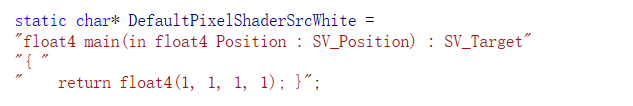 static char* DefaultPixelShaderSrcWhite =
"float4 main(in float4 Position : SV_Position) : SV_Target"
"{ "
"    return float4(1, 1, 1, 1); }";